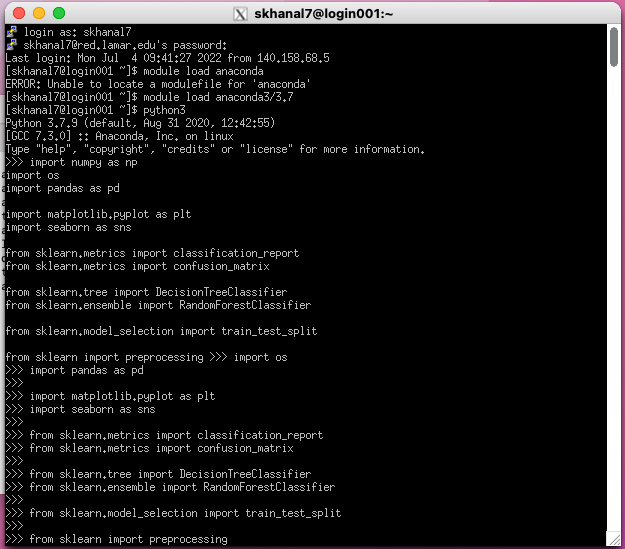 skhanal7@login001:~
login as: skhanal7
skhanal7@red.lamar.edu's password:
Last login: Mon Jul  4 09:41:27 2022 from 140.158.68.5
[skhanal7@login001 ~]$ module load anaconda
ERROR: Unable to locate a modulefile for 'anaconda'
[skhanal7@login001 ~]$ module load anaconda3/3.7
[skhanal7@login001 ~]$ python3
Python 3.7.9 (default, Aug 31 2020, 12:42:55)
[GCC 7.3.0] :: Anaconda, Inc. on linux
Type "help", "copyright", "credits" or "license" for more information.
>>> import numpy as np
import os
import pandas as pd
import matplotlib.pyplot as plt
import seaborn as sns
from sklearn.metrics import classification_report
from sklearn.metrics import confusion_matrix
from sklearn.tree import DecisionTreeClassifier
from sklearn.ensemble import RandomForestClassifier
from sklearn.model_selection import train_test_split
from sklearn import preprocessing >>> import os
>>> import pandas as pd
>>>
>>> import matplotlib.pyplot as plt
>>> import seaborn as sns
>>>
>>> from sklearn.metrics import classification_report
>>> from sklearn.metrics import confusion_matrix
>>>
>>> from sklearn.tree import DecisionTreeClassifier
>>> from sklearn.ensemble import RandomForestClassifier
>>>
>>> from sklearn.model_selection import train_test_split
>>>
>>> from sklearn import preprocessing